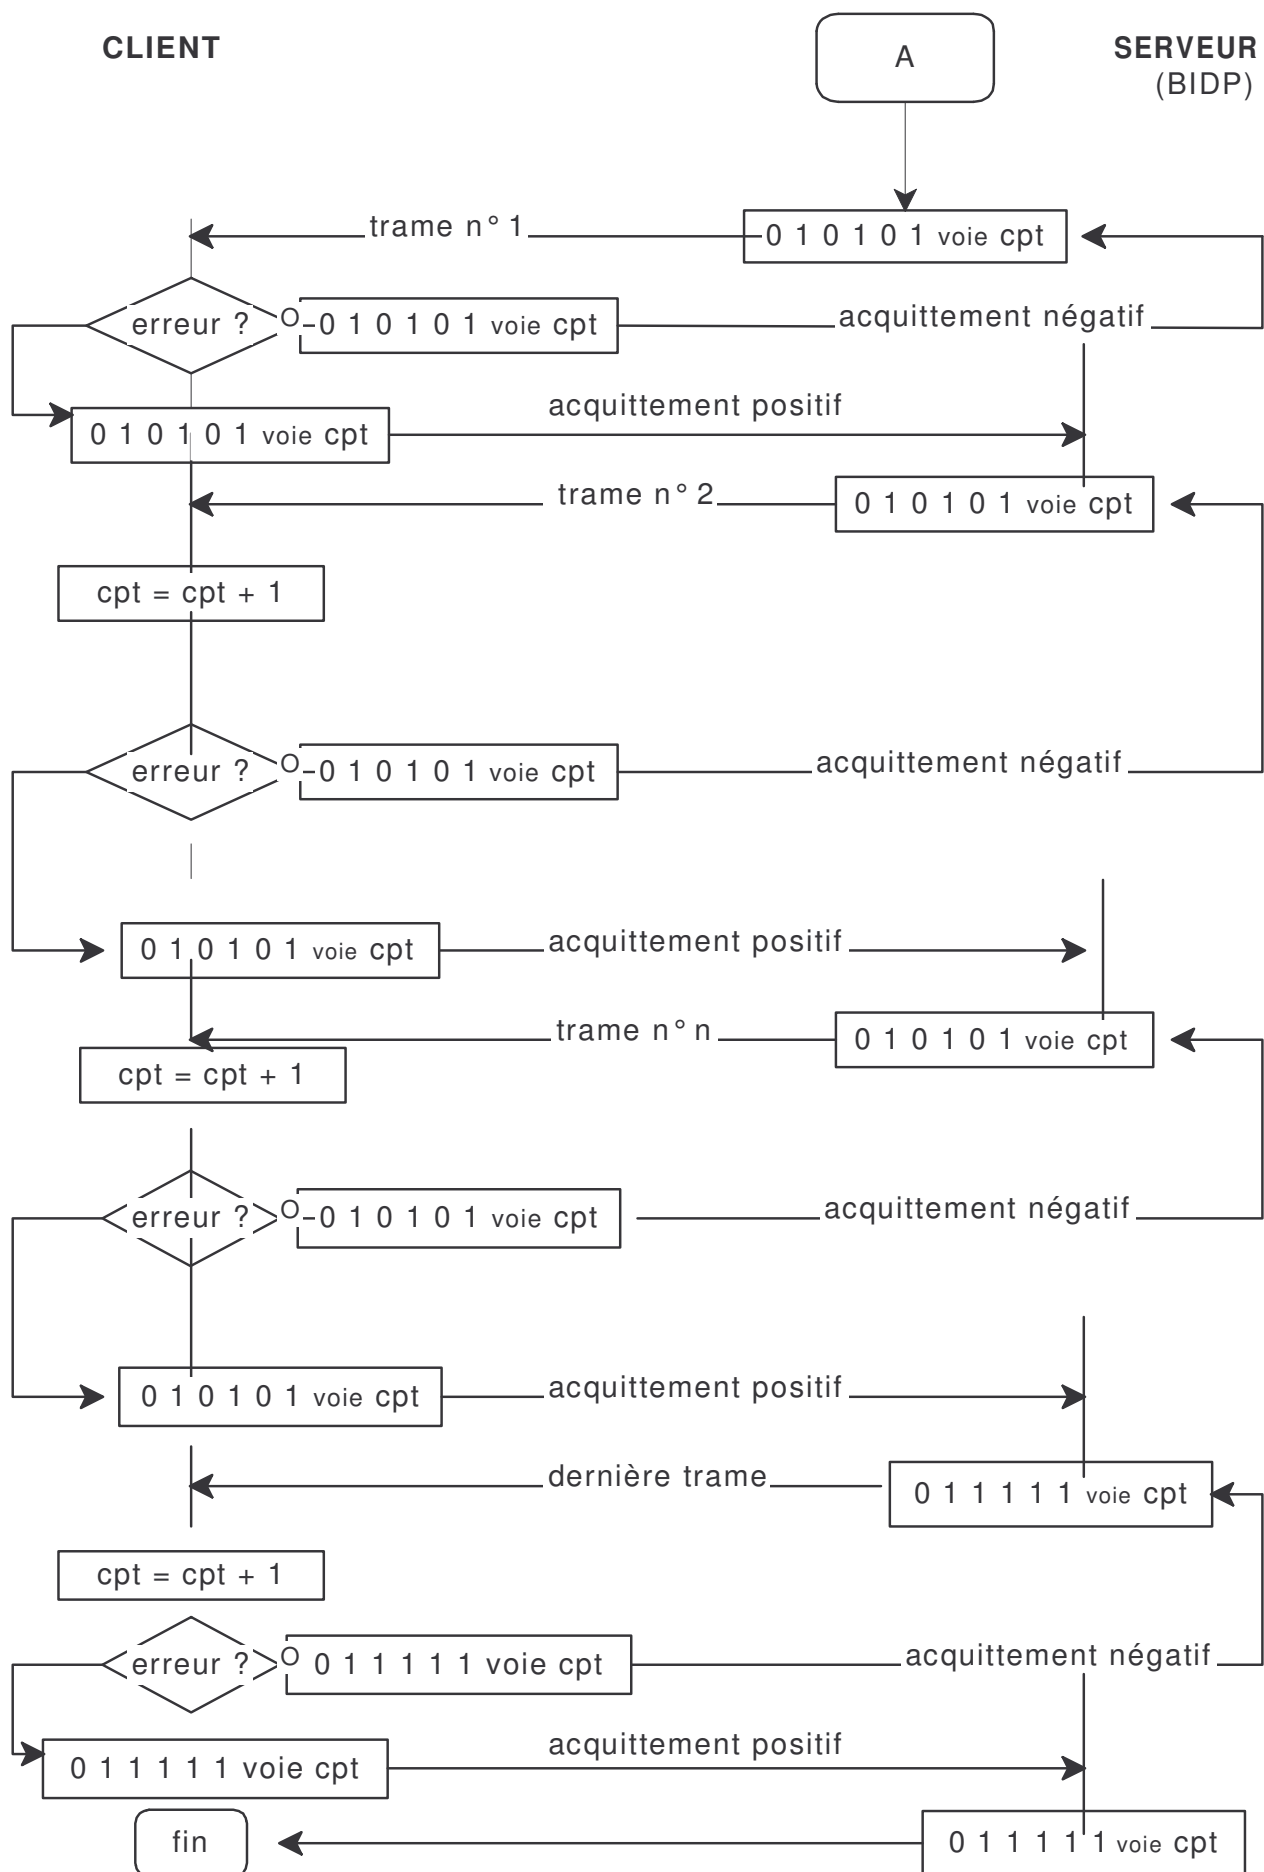 CLIENT
A
SERVEUR
(BIDP)
trame n° 1
0 1 0 1 0 1 voie cpt
erreur ?
O
0 1 0 1 0 1 voie cpt
acquittement négatif
acquittement positif
0 1 0 1 0 1 voie cpt
trame n° 2
0 1 0 1 0 1 voie cpt
cpt = cpt + 1
erreur ?
O
0 1 0 1 0 1 voie cpt
acquittement négatif
0 1 0 1 0 1 voie cpt
acquittement positif
trame n° n
0 1 0 1 0 1 voie cpt
cpt = cpt + 1
erreur ?
O
0 1 0 1 0 1 voie cpt
acquittement négatif
0 1 0 1 0 1 voie cpt
acquittement positif
dernière trame
0 1 1 1 1 1 voie cpt
cpt = cpt + 1
erreur ?
O
0 1 1 1 1 1 voie cpt
acquittement négatif
acquittement positif
0 1 1 1 1 1 voie cpt
fin
0 1 1 1 1 1 voie cpt